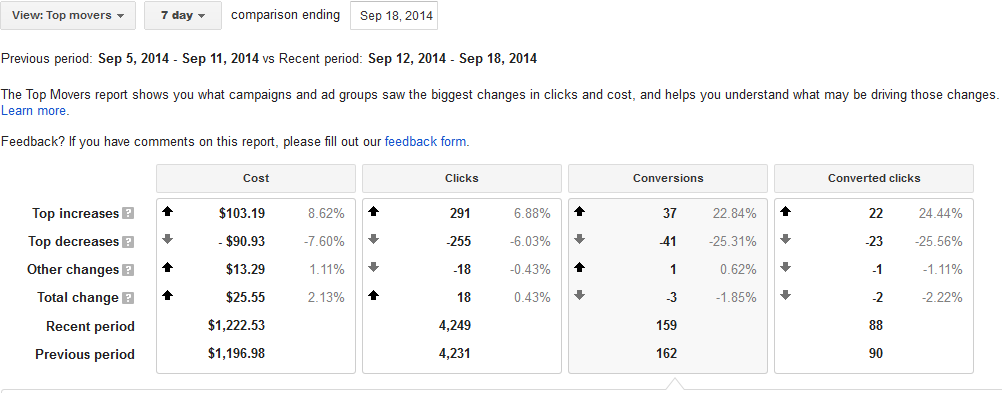 View: Top movers 7 day comparison ending Sep 18, 2014
Previous period: Sep 5, 2014 - Sep 11, 2014 vs Recent period: Sep 12, 2014 - Sep 18, 2014
The Top Movers report shows you what campaigns and ad groups saw the biggest changes in clicks and cost, and helps you understand what may be driving those changes.
Learn more.
Feedback? If you have comments on this report, please fill out our feedback form.
Cost Clicks Conversions Converted clicks
Top increases ? $103.19 8.62% 291 6.88% 37 22.84% 22 24.44%
Top decreases ? - $90.93 -7.60% -255 -6.03% -41 -25.31% -23 -25.56%
Other changes ? $13.29 1.11% -18 -0.43% 1 0.62% -1 -1.11%
Total change ? $25.55 2.13% 18 0.43% -3 -1.85% -2 -2.22%
Recent period $1,222.53 4,249 159 88
Previous period $1,196.98 4,231 162 90